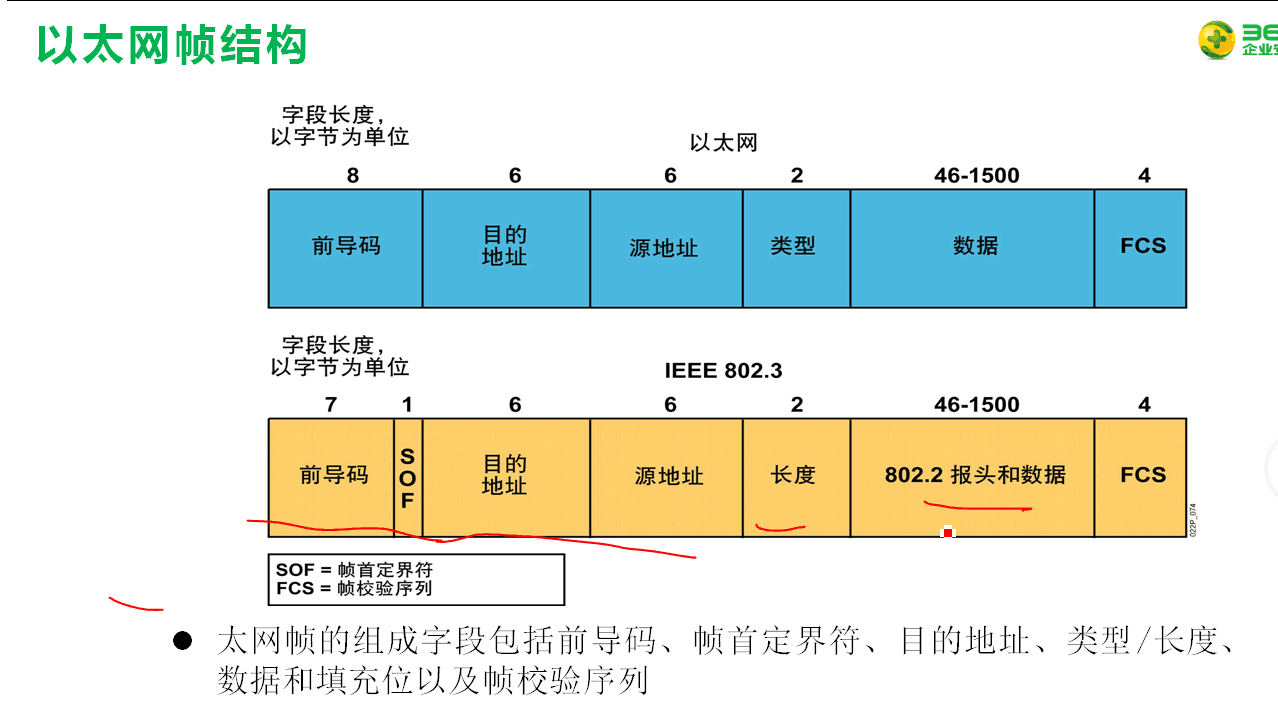 以太网帧结构
企业安
字段长度，
以字节为单位
以太网
8 6 6 2 46-1500 4
前导码 目的 源地址 类型 数据 FCS
地址
字段长度，
以字节为单位
IEEE 802.3
7 1 6 6 2 46-1500 4
前导码 S O F 目的 源地址 长度 802.2 报头和数据 FCS
地址
022P_074
SOF = 帧首定界符
FCS = 帧校验序列
太网帧的组成字段包括前导码、帧首定界符、目的地址、类型/长度、
数据和填充位以及帧校验序列